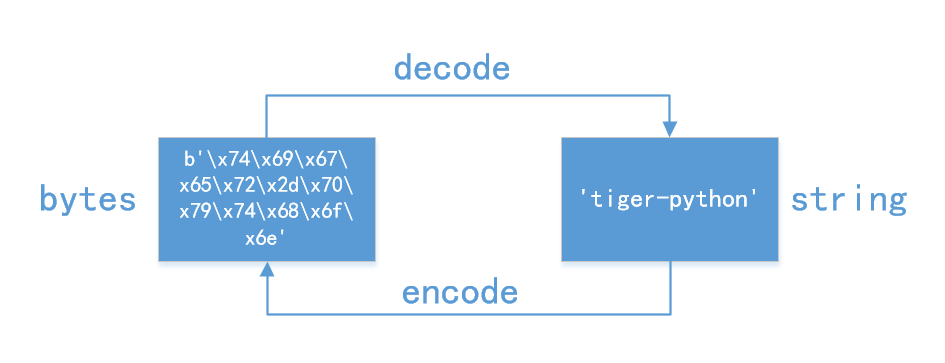 decode
bytes
b'\x74\x69\x67\
x65\x72\x2d\x70\
x79\x74\x68\x6f\
x6e'
'tiger-python'
string
encode